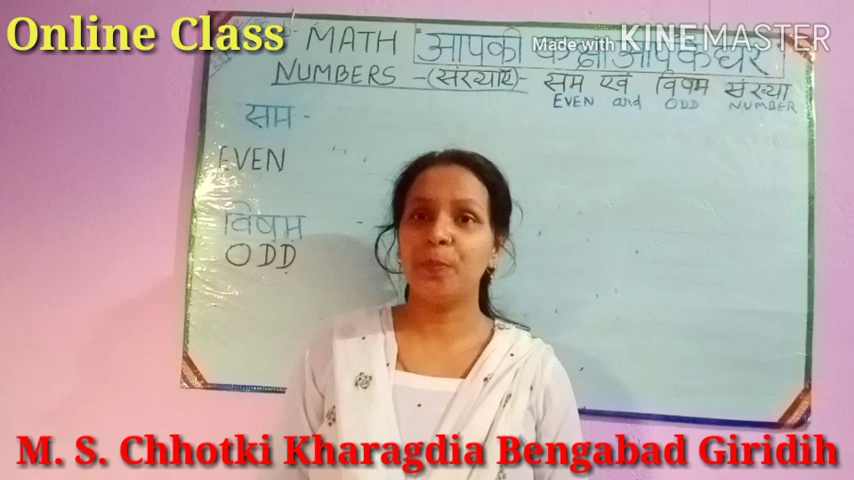 Online Class
MATH
आपकी कक्षा आपके घर
Made with KINEMASTER
NUMBERS -(संख्याएँ)- सम एवं विषम संख्या
EVEN and ODD NUMBER
सम -
EVEN
विषम
ODD
M. S. Chhotki Kharagdia Bengabad Giridih